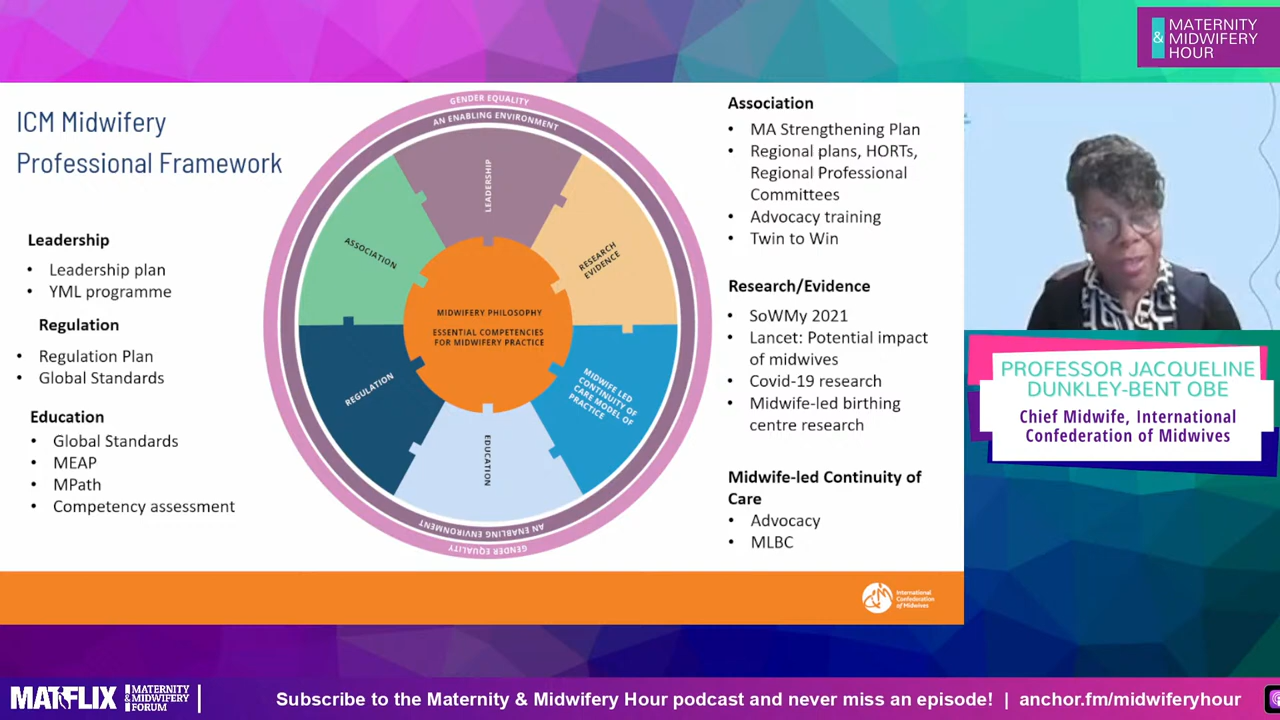 MATERNITY
& MIDWIFERY
HOUR
ICM Midwifery
Professional Framework
Leadership
• Leadership plan
• YML programme
Regulation
• Regulation Plan
• Global Standards
Education
• Global Standards
• MEAP
• MPath
• Competency assessment
GENDER EQUALITY
AN ENABLING ENVIRONMENT
LEADERSHIP
ASSOCIATION
RESEARCH
EVIDENCE
MIDWIFERY PHILOSOPHY
ESSENTIAL COMPETENCIES
FOR MIDWIFERY PRACTICE
REGULATION
MIDWIFE LED
CONTINUITY OF
CARE MODEL OF
PRACTICE
EDUCATION
AN ENABLING ENVIRONMENT
GENDER EQUALITY
Association
• MA Strengthening Plan
• Regional plans, HORTs,
Regional Professional
Committees
• Advocacy training
• Twin to Win
Research/Evidence
• SoWMy 2021
• Lancet: Potential impact
of midwives
• Covid-19 research
• Midwife-led birthing
centre research
Midwife-led Continuity of
Care
• Advocacy
• MLBC
International
Confederation
of Midwives
PROFESSOR JACQUELINE
DUNKLEY-BENT OBE
Chief Midwife, International
Confederation of Midwives
MATFLIX
MATERNITY
& MIDWIFERY
FORUM
Subscribe to the Maternity & Midwifery Hour podcast and never miss an episode! | anchor.fm/midwiferyhour